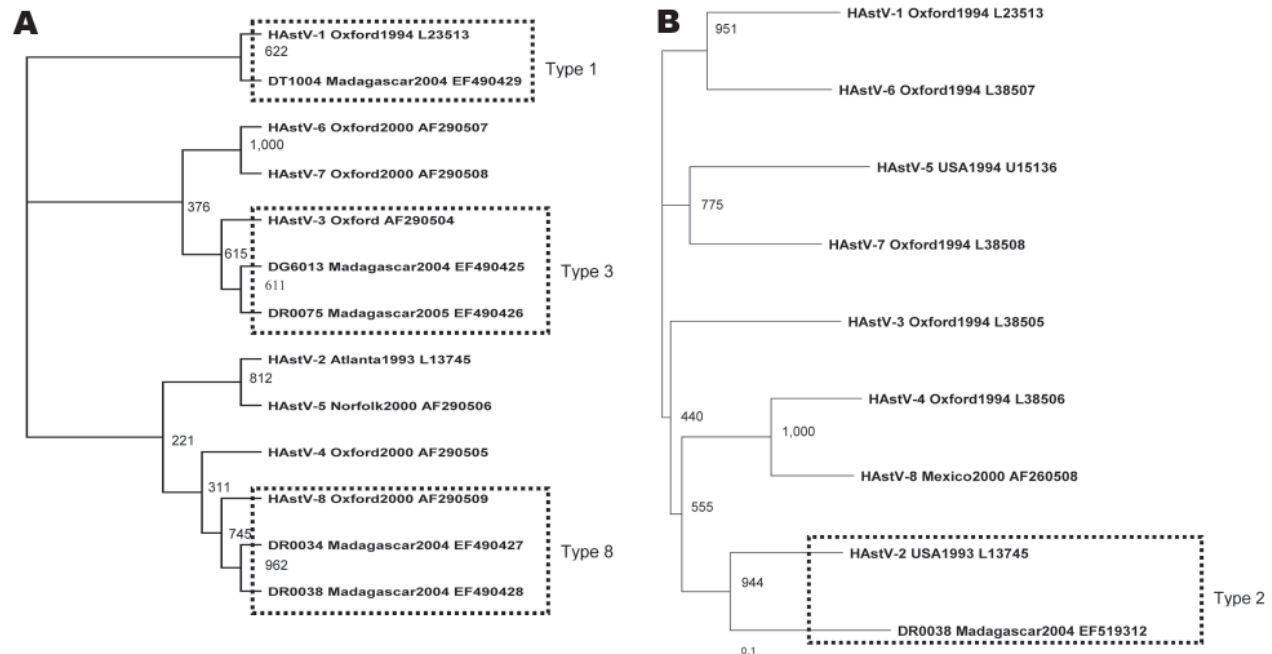 A
HAstV-1 Oxford1994 L23513
622
DT1004 Madagascar2004 EF490429
Type 1
HAstV-6 Oxford2000 AF290507
1,000
HAstV-7 Oxford2000 AF290508
376
HAstV-3 Oxford AF290504
615
DG6013 Madagascar2004 EF490425
611
DR0075 Madagascar2005 EF490426
Type 3
HAstV-2 Atlanta1993 L13745
812
HAstV-5 Norfolk2000 AF290506
221
HAstV-4 Oxford2000 AF290505
311
HAstV-8 Oxford2000 AF290509
745
DR0034 Madagascar2004 EF490427
962
DR0038 Madagascar2004 EF490428
Type 8
B
HAstV-1 Oxford1994 L23513
951
HAstV-6 Oxford1994 L38507
HAstV-5 USA1994 U15136
775
HAstV-7 Oxford1994 L38508
HAstV-3 Oxford1994 L38505
440
HAstV-4 Oxford1994 L38506
1,000
HAstV-8 Mexico2000 AF260508
555
HAstV-2 USA1993 L13745
944
DR0038 Madagascar2004 EF519312
Type 2
0.1